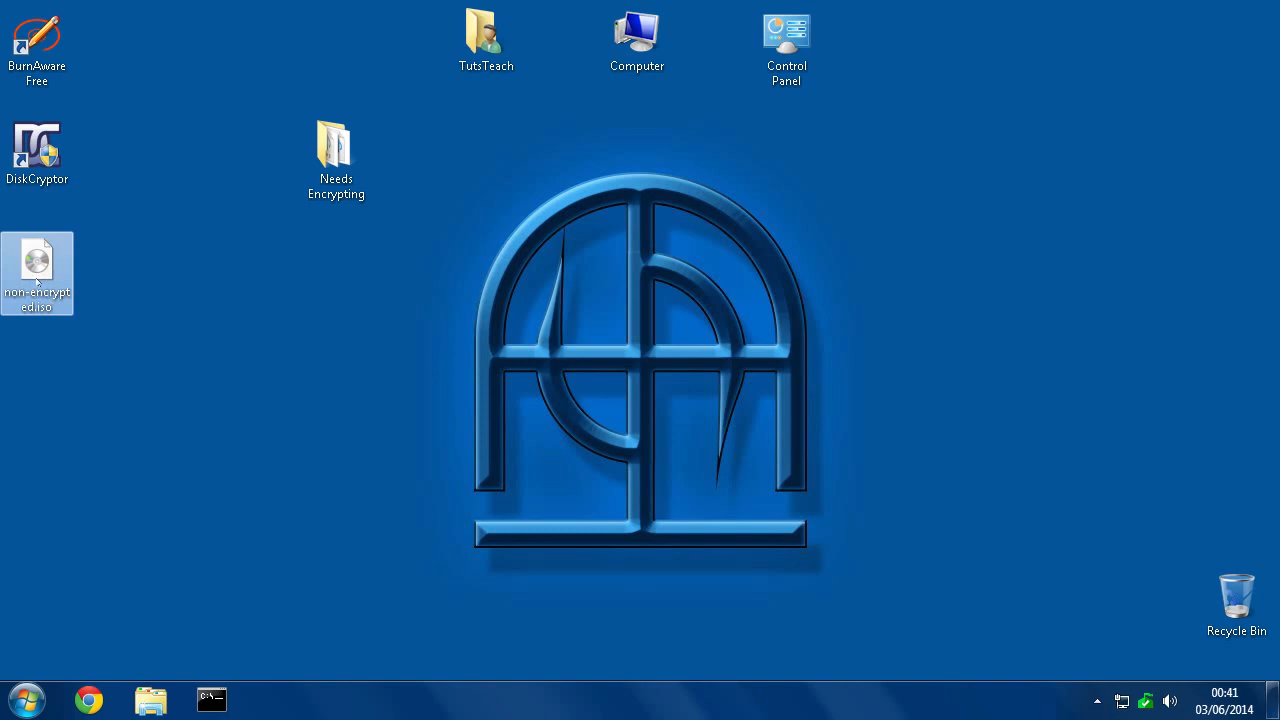 BurnAware
Free
TutsTeach
Computer
Control
Panel
DiskCryptor
Needs
Encrypting
non-encrypt
ed.iso
Recycle Bin
C:\.
00:41
03/06/2014